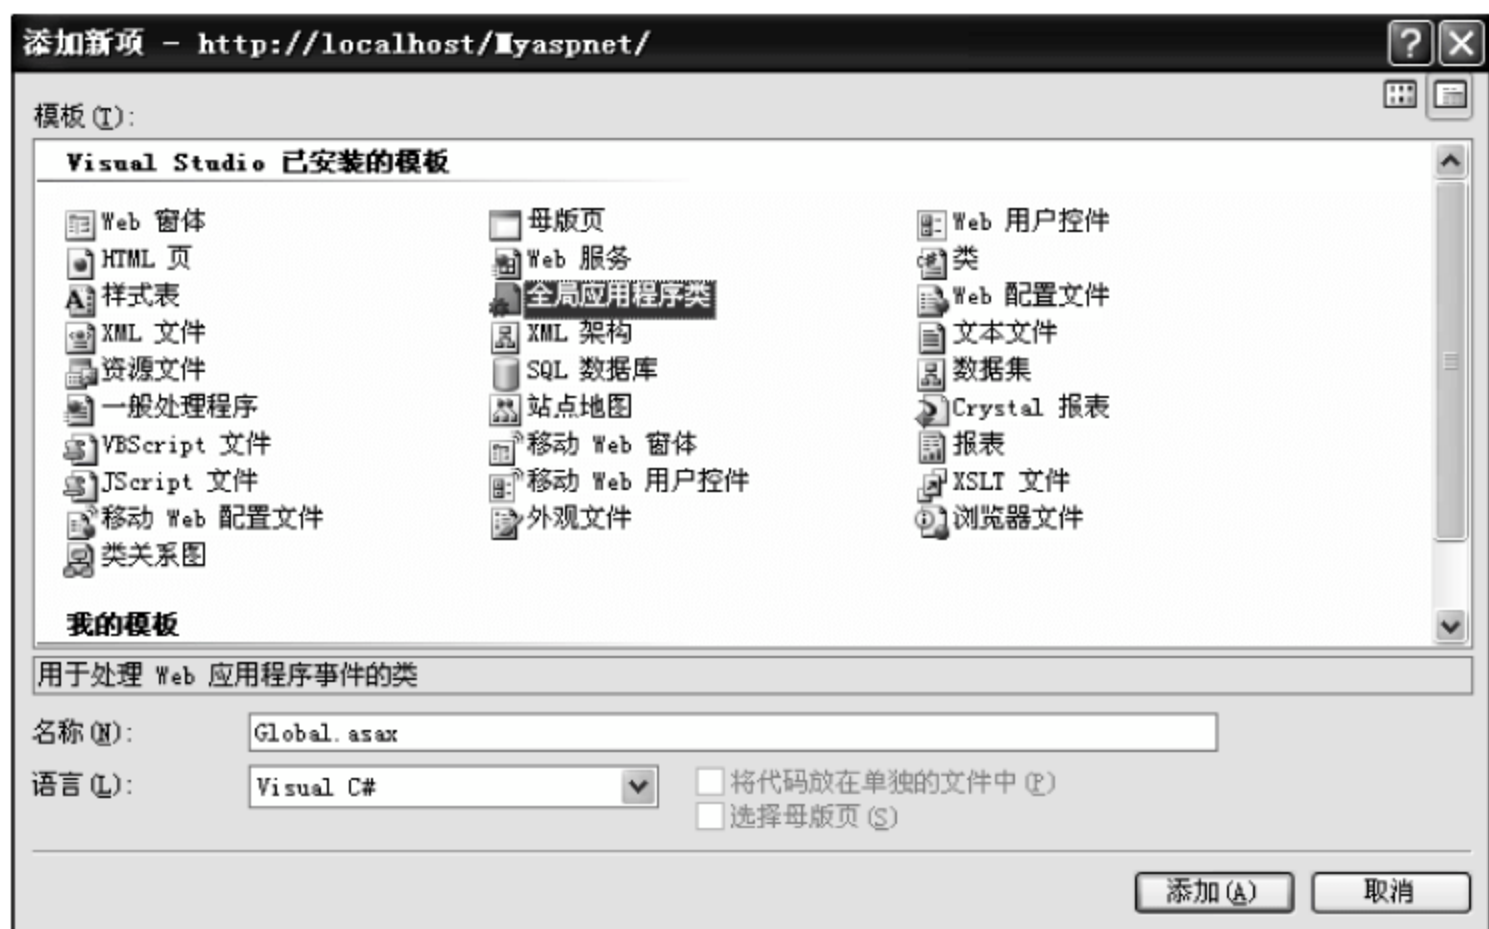 添加新项 - http://localhost/Myaspnet/
模板(T):
Visual Studio 已安装的模板
Web 窗体 母版页 Web 用户控件
HTML 页 Web 服务 类
样式表 全局应用程序类 Web 配置文件
XML 文件 XML 架构 文本文件
资源文件 SQL 数据库 数据集
一般处理程序 站点地图 Crystal 报表
VBScript 文件 移动 Web 窗体 报表
JScript 文件 移动 Web 用户控件 XSLT 文件
移动 Web 配置文件 外观文件 浏览器文件
类关系图
我的模板
用于处理 Web 应用程序事件的类
名称(N): Global.asax
语言(L): Visual C# 将代码放在单独的文件中(P)
选择母版页(S)
添加(A) 取消